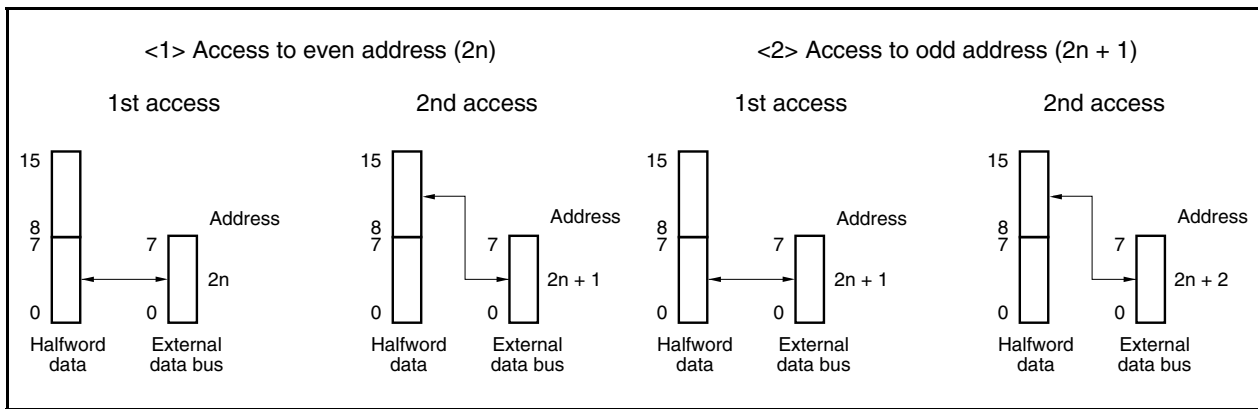 <1> Access to even address (2n)
<2> Access to odd address (2n + 1)
1st access
2nd access
1st access
2nd access
15
8
7
0
Halfword
data
Address
7
2n
0
External
data bus
15
8
7
0
Halfword
data
Address
7
2n + 1
0
External
data bus
15
8
7
0
Halfword
data
Address
7
2n + 1
0
External
data bus
15
8
7
0
Halfword
data
Address
7
2n + 2
0
External
data bus